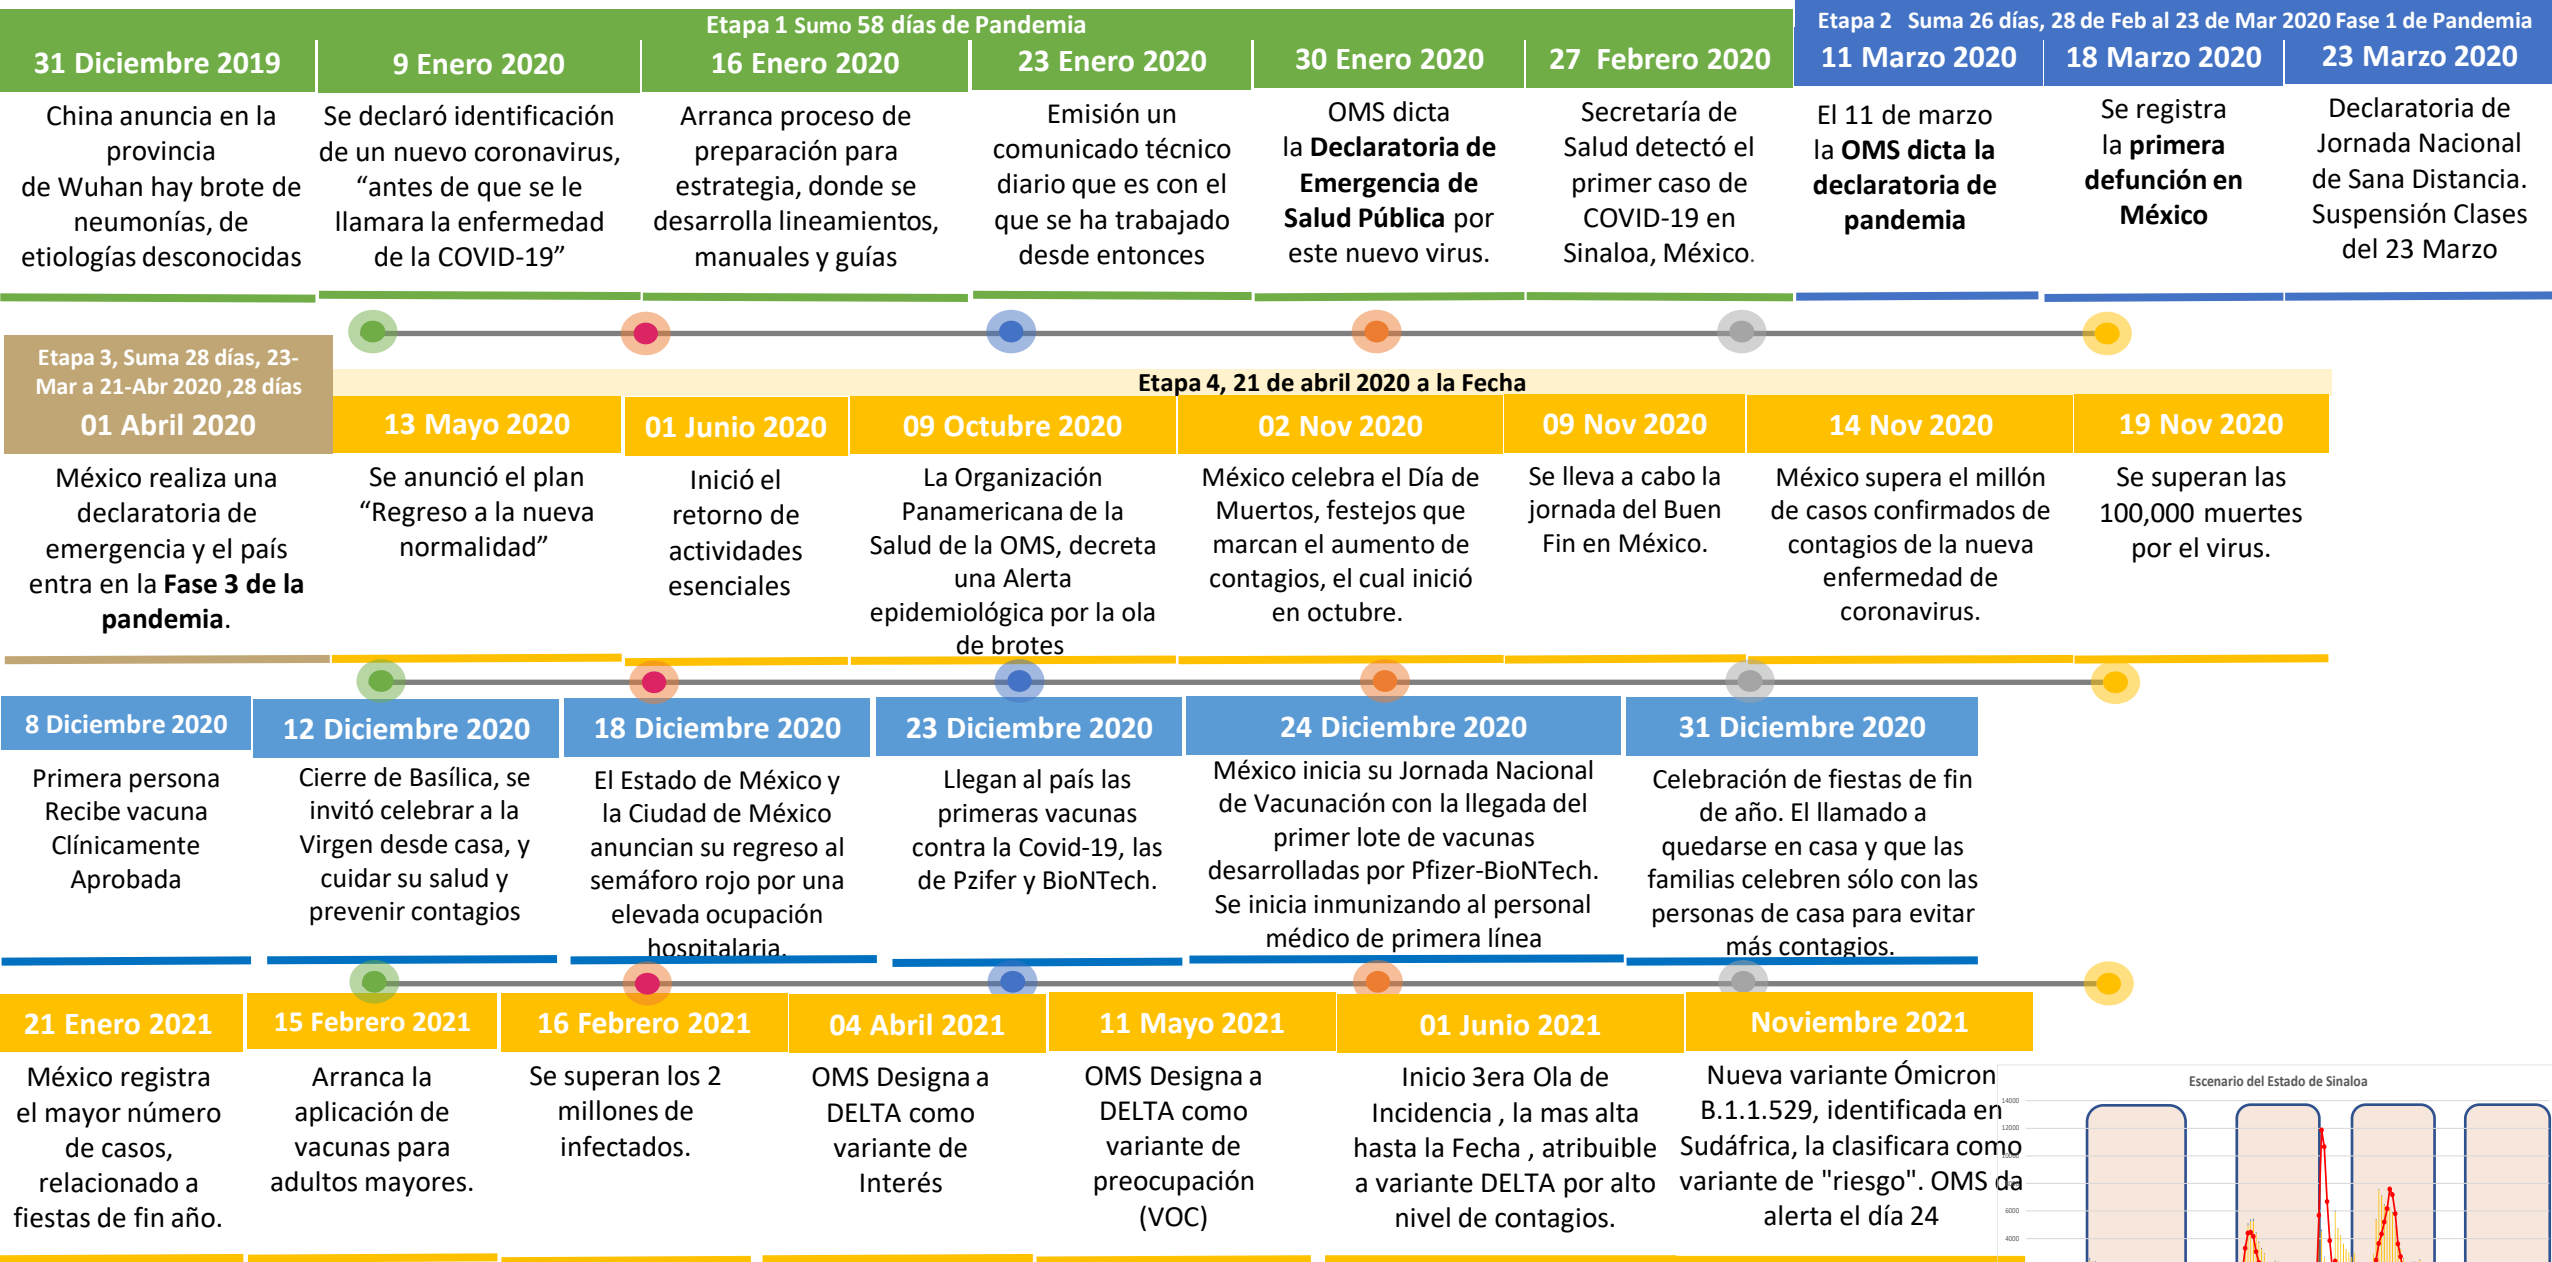 Etapa 1 Sumo 58 días de Pandemia
Etapa 2 Suma 26 días, 28 de Feb al 23 de Mar 2020 Fase 1 de Pandemia
31 Diciembre 2019
China anuncia en la
provincia
de Wuhan hay brote de
neumonías, de
etiologías desconocidas
9 Enero 2020
Se declaró identificación
de un nuevo coronavirus,
“antes de que se le
llamara la enfermedad
de la COVID-19”
16 Enero 2020
Arranca proceso de
preparación para
estrategia, donde se
desarrolla lineamientos,
manuales y guías
23 Enero 2020
Emisión un
comunicado técnico
diario que es con el
que se ha trabajado
desde entonces
30 Enero 2020
OMS dicta
la Declaratoria de
Emergencia de
Salud Pública por
este nuevo virus.
27 Febrero 2020
Secretaría de
Salud detectó el
primer caso de
COVID-19 en
Sinaloa, México.
11 Marzo 2020
El 11 de marzo
la OMS dicta la
declaratoria de
pandemia
18 Marzo 2020
Se registra
la primera
defunción en
México
23 Marzo 2020
Declaratoria de
Jornada Nacional
de Sana Distancia.
Suspensión Clases
del 23 Marzo
Etapa 3, Suma 28 días, 23-
Mar a 21-Abr 2020 ,28 días
01 Abril 2020
México realiza una
declaratoria de
emergencia y el país
entra en la Fase 3 de la
pandemia.
Etapa 4, 21 de abril 2020 a la Fecha
13 Mayo 2020
Se anunció el plan
“Regreso a la nueva
normalidad”
01 Junio 2020
Inició el
retorno de
actividades
esenciales
09 Octubre 2020
La Organización
Panamericana de la
Salud de la OMS, decreta
una Alerta
epidemiológica por la ola
de brotes
02 Nov 2020
México celebra el Día de
Muertos, festejos que
marcan el aumento de
contagios, el cual inició
en octubre.
09 Nov 2020
Se lleva a cabo la
jornada del Buen
Fin en México.
14 Nov 2020
México supera el millón
de casos confirmados de
contagios de la nueva
enfermedad de
coronavirus.
19 Nov 2020
Se superan las
100,000 muertes
por el virus.
8 Diciembre 2020
Primera persona
Recibe vacuna
Clínicamente
Aprobada
12 Diciembre 2020
Cierre de Basílica, se
invitó celebrar a la
Virgen desde casa, y
cuidar su salud y
prevenir contagios
18 Diciembre 2020
El Estado de México y
la Ciudad de México
anuncian su regreso al
semáforo rojo por una
elevada ocupación
hospitalaria.
23 Diciembre 2020
Llegan al país las
primeras vacunas
contra la Covid-19, las
de Pzifer y BioNTech.
24 Diciembre 2020
México inicia su Jornada Nacional
de Vacunación con la llegada del
primer lote de vacunas
desarrolladas por Pfizer-BioNTech.
Se inicia inmunizando al personal
médico de primera línea
31 Diciembre 2020
Celebración de fiestas de fin
de año. El llamado a
quedarse en casa y que las
familias celebren sólo con las
personas de casa para evitar
más contagios.
21 Enero 2021
México registra
el mayor número
de casos,
relacionado a
fiestas de fin año.
15 Febrero 2021
Arranca la
aplicación de
vacunas para
adultos mayores.
16 Febrero 2021
Se superan los 2
millones de
infectados.
04 Abril 2021
OMS Designa a
DELTA como
variante de
Interés
11 Mayo 2021
OMS Designa a
DELTA como
variante de
preocupación
(VOC)
01 Junio 2021
Inicio 3era Ola de
Incidencia , la mas alta
hasta la Fecha , atribuible
a variante DELTA por alto
nivel de contagios.
Noviembre 2021
Nueva variante Ómicron
B.1.1.529, identificada en
Sudáfrica, la clasificara como
variante de "riesgo". OMS da
alerta el día 24
Escenario del Estado de Sinaloa
14000
12000
10000
6000
4000